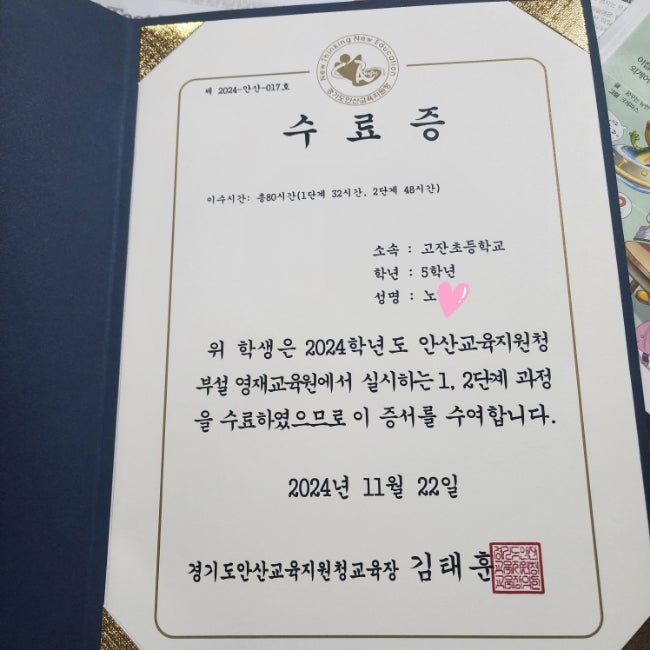 New Thinking New Education
경기도안산교육지원청
제 2024-안산-017호
수료증
이수시간: 총80시간(1단계 32시간, 2단계 48시간)
소속 : 고잔초등학교
학년 : 5학년
성명 : 노
위 학생은 2024학년도 안산교육지원청
부설 영재교육원에서 실시하는 1, 2단계 과정
을 수료하였으므로 이 증서를 수여합니다.
2024년 11월 22일
경기도안산교육지원청교육장 김태훈